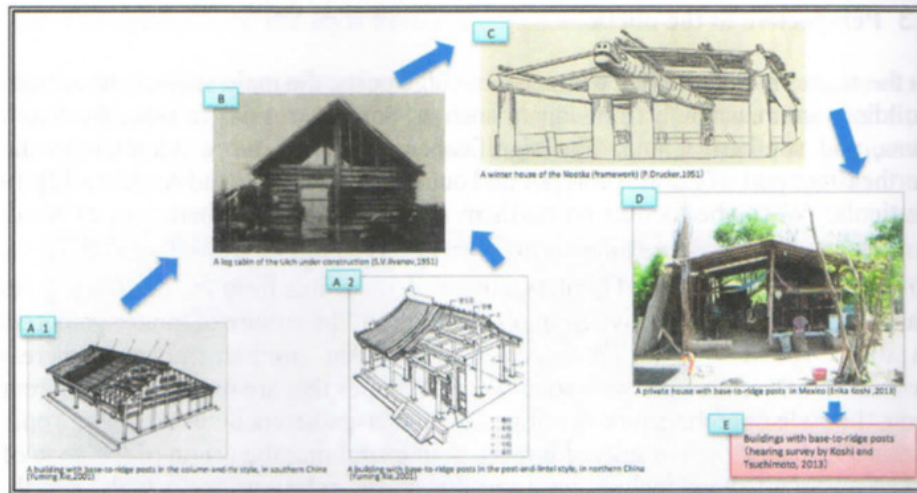 3
C
B
A winter house of the Nootka (framework) (P.Drucker,1951)
D
A log cabin of the Ulch under construction (S.V.Ivanov,1951)
A 2
A 1
A private house with base-to-ridge posts in Mexico (Erika Koshi ,2013)
E
Buildings with base-to-ridge posts
(hearing survey by Koshi and
Tsuchimoto, 2013)
A building with base-to-ridge posts in the column-and-tie style, in southern China
(Yuming Xie,2001)
A building with base-to-ridge posts in the post-and-lintel style, in northern China
(Yuming Xie,2001)